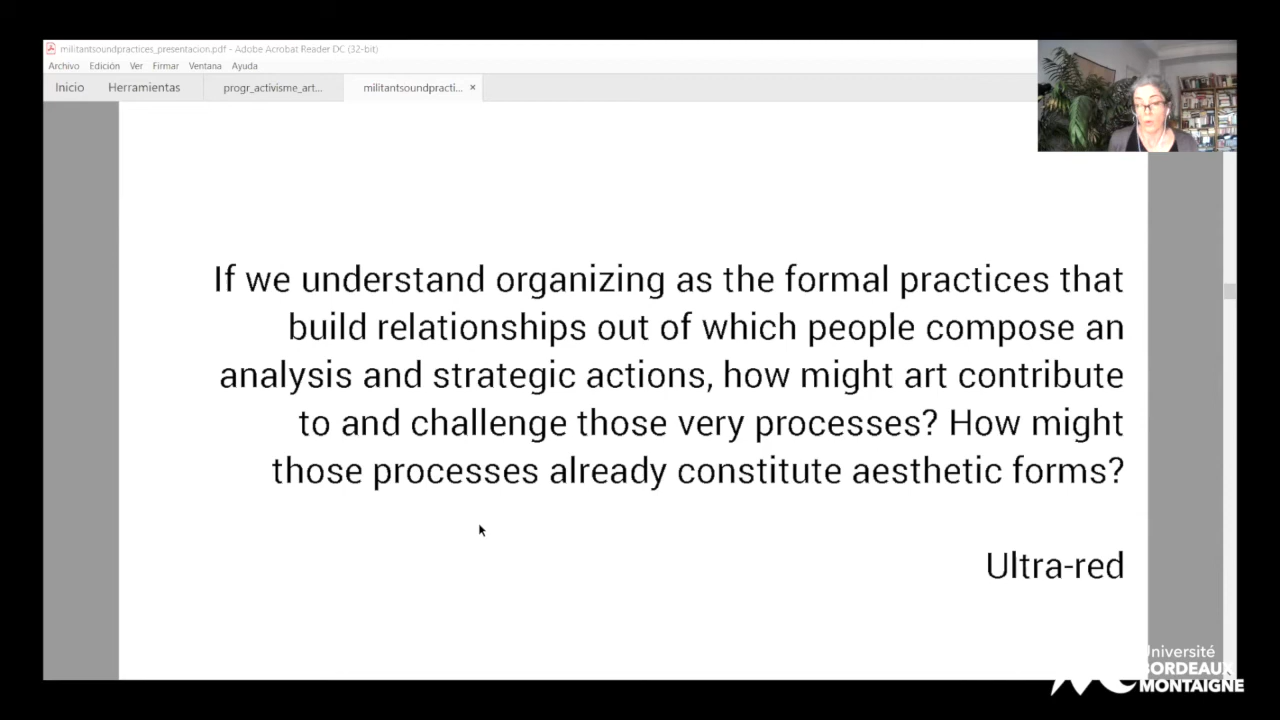 militantsoundpractices_presentacion.pdf - Adobe Acrobat Reader DC (32-bit)
Archivo Edición Ver Firmar Ventana Ayuda
Inicio Herramientas progr_activisme_art... militantsoundpracti... ×
If we understand organizing as the formal practices that
build relationships out of which people compose an
analysis and strategic actions, how might art contribute
to and challenge those very processes? How might
those processes already constitute aesthetic forms?
Ultra-red
Université
BORDEAUX
MONTAIGNE